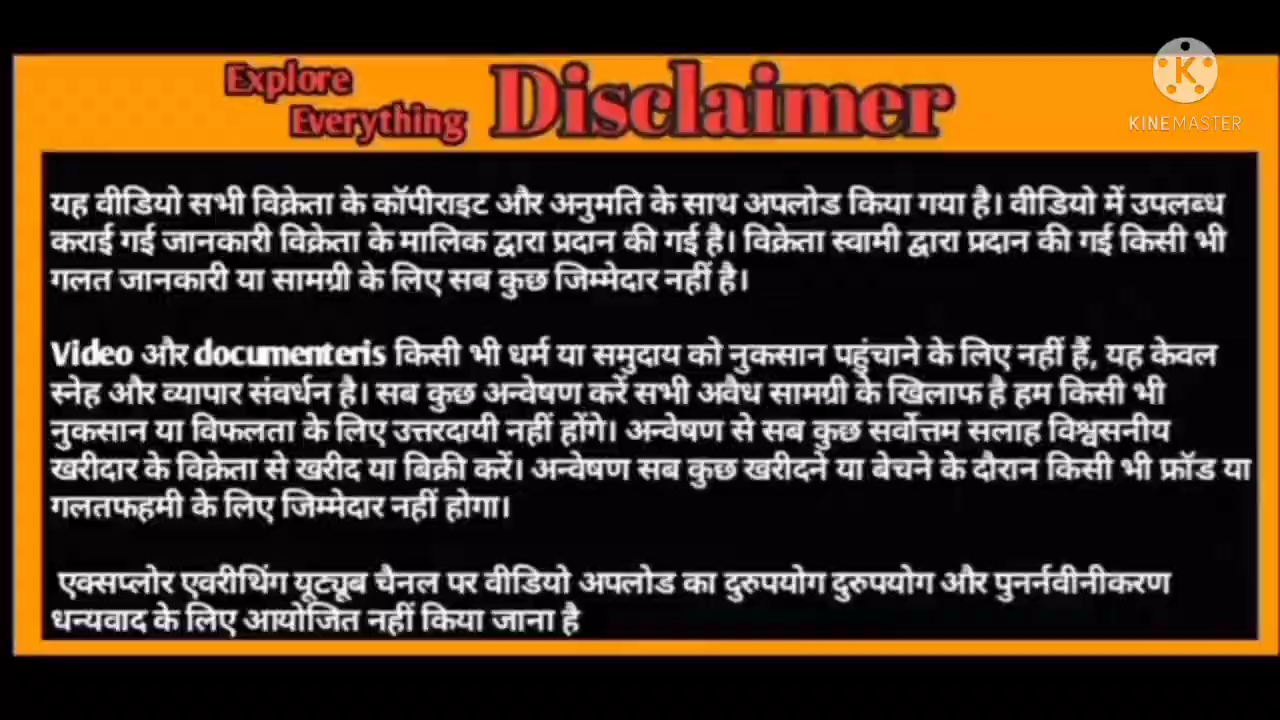 Explore
Everything
Disclaimer
KINEMASTER
यह वीडियो सभी विक्रेता के कॉपीराइट और अनुमति के साथ अपलोड किया गया है। वीडियो में उपलब्ध
कराई गई जानकारी विक्रेता के मालिक द्वारा प्रदान की गई है। विक्रेता स्वामी द्वारा प्रदान की गई किसी भी
गलत जानकारी या सामग्री के लिए सब कुछ जिम्मेदार नहीं है।
Video और documenteris किसी भी धर्म या समुदाय को नुकसान पहुंचाने के लिए नहीं हैं, यह केवल
स्नेह और व्यापार संवर्धन है। सब कुछ अन्वेषण करें सभी अवैध सामग्री के खिलाफ है हम किसी भी
नुकसान या विफलता के लिए उत्तरदायी नहीं होंगे। अन्वेषण से सब कुछ सर्वोत्तम सलाह विश्वसनीय
खरीदार के विक्रेता से खरीद या बिक्री करें। अन्वेषण सब कुछ खरीदने या बेचने के दौरान किसी भी फ्रॉड या
गलतफहमी के लिए जिम्मेदार नहीं होगा।
एक्सप्लोर एवरीथिंग यूट्यूब चैनल पर वीडियो अपलोड का दुरुपयोग दुरुपयोग और पुनर्नवीनीकरण
धन्यवाद के लिए आयोजित नहीं किया जाना है